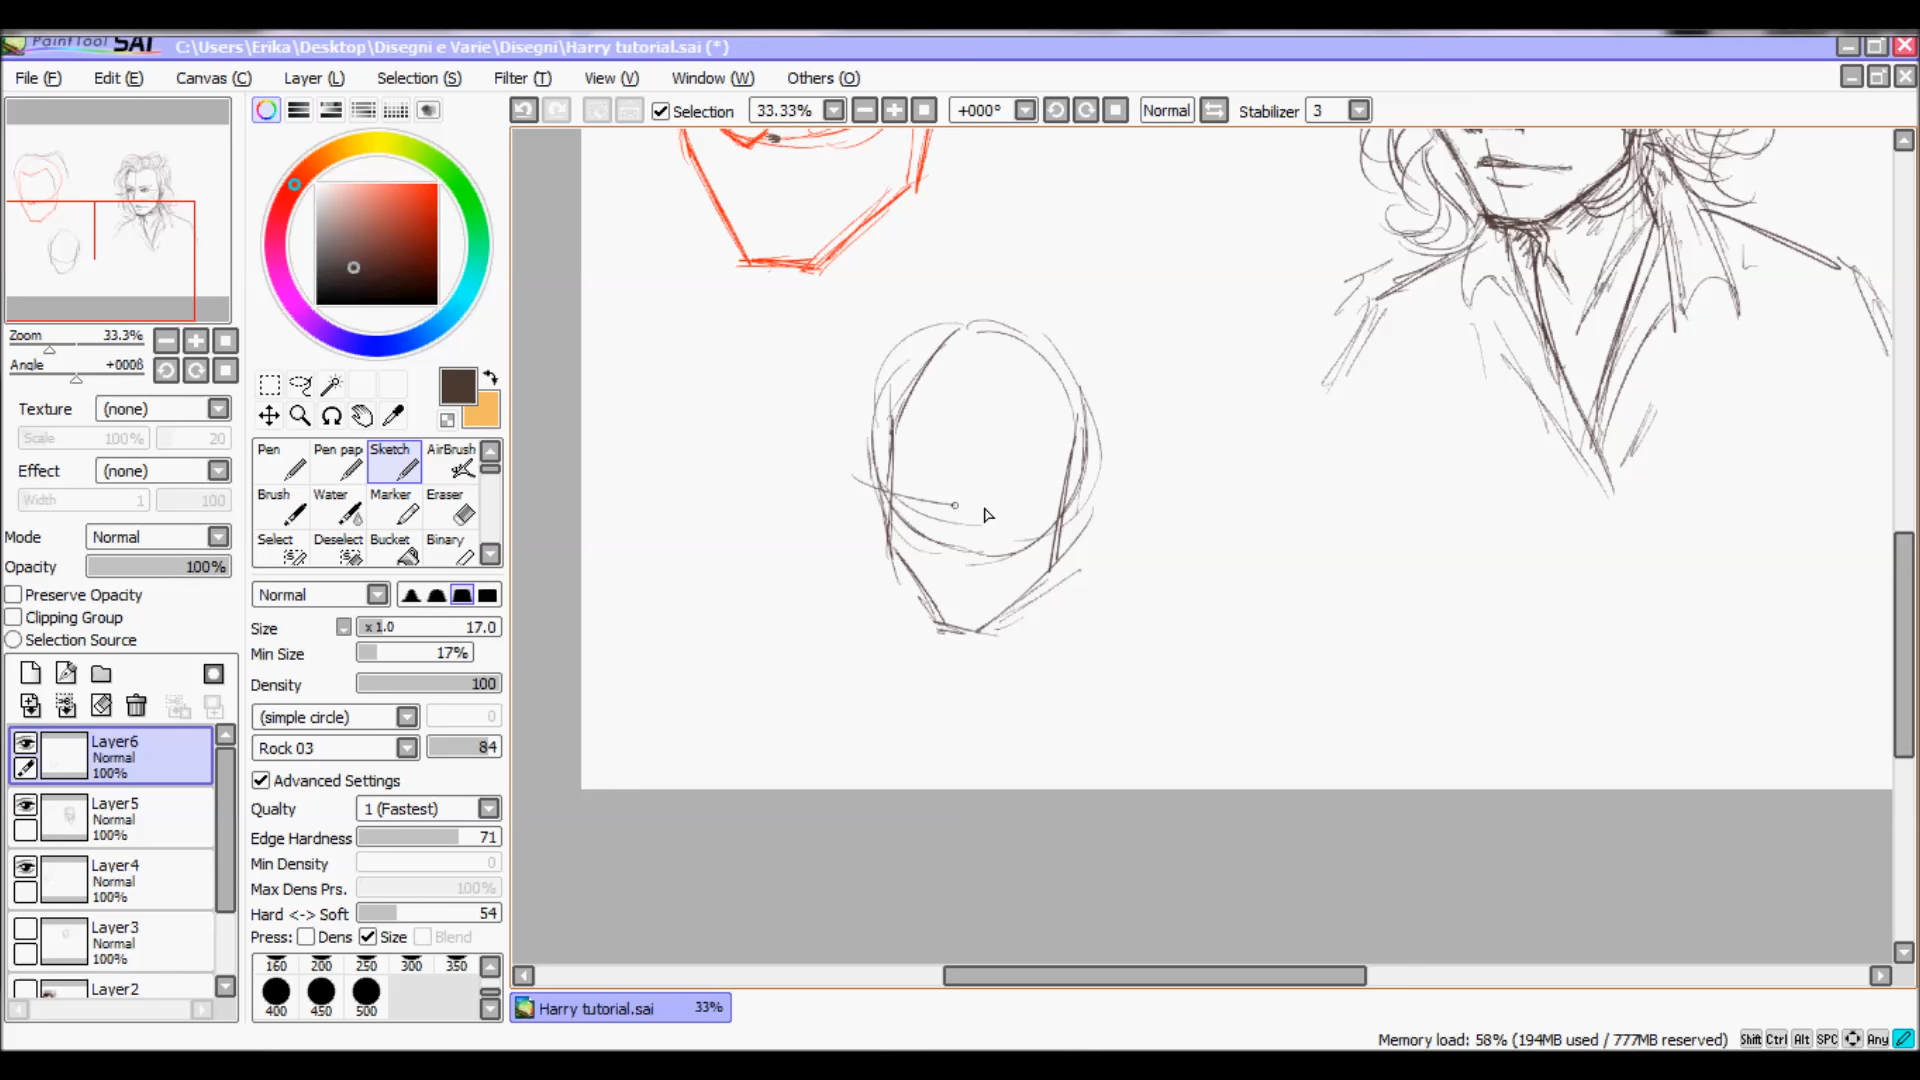 PaintTool SAI C:\Users\Erika\Desktop\Disegni e Varie\Disegni\Harry tutorial.sai (*)
File (F) Edit (E) Canvas (C) Layer (L) Selection (S) Filter (T) View (V) Window (W) Others (O)
Selection 33.33% +000° Normal Stabilizer 3
Zoom 33.3%
Angle +000
Texture (none)
Scale 100% 20
Effect (none)
Width 1 100
Mode Normal
Opacity 100%
Preserve Opacity
Clipping Group
Selection Source
Layer6
Normal
100%
Layer5
Normal
100%
Layer4
Normal
100%
Layer3
Normal
100%
Layer2
Pen Pen pap Sketch AirBrush
Brush Water Marker Eraser
Select Deselect Bucket Binary
Normal
Size x 1.0 17.0
Min Size 17%
Density 100
(simple circle) 0
Rock 03 84
Advanced Settings
Qualty 1 (Fastest)
Edge Hardness 71
Min Density 0
Max Dens Prs. 100%
Hard <-> Soft 54
Press: Dens Size Blend
160 200 250 300 350
400 450 500
Harry tutorial.sai 33%
Memory load: 58% (194MB used / 777MB reserved) Shift Ctrl Alt SPC Any